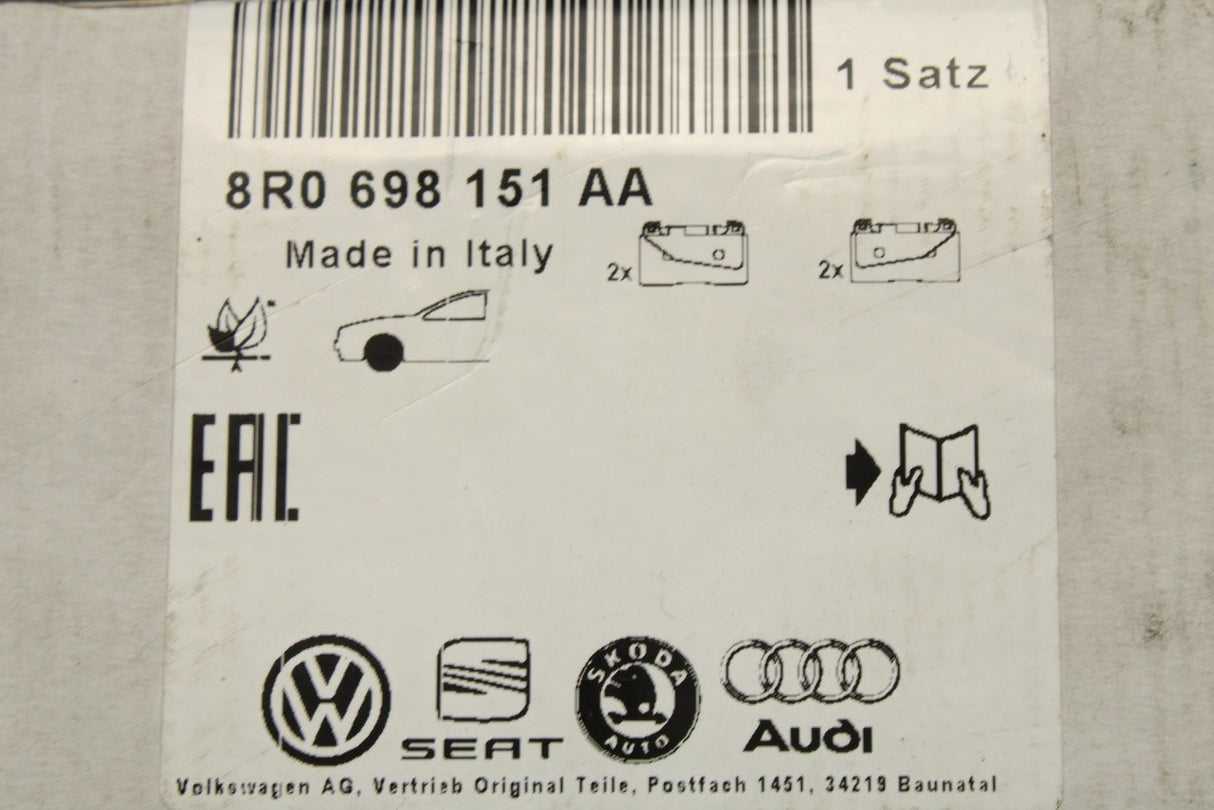 1 Satz
8R0 698 151 AA
Made in Italy
2x
2x
EAC
SEAT
ŠKODA
AUTO
Audi
Volkswagen AG, Vertrieb Original Teile, Postfach 1451, 34219 Baunatal